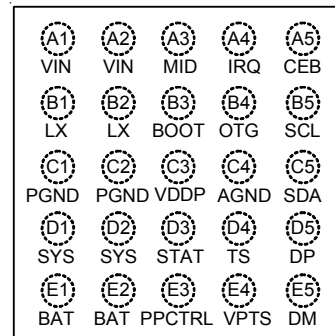 A1 A2 A3 A4 A5
VIN VIN MID IRQ CEB
B1 B2 B3 B4 B5
LX LX BOOT OTG SCL
C1 C2 C3 C4 C5
PGND PGND VDDP AGND SDA
D1 D2 D3 D4 D5
SYS SYS STAT TS DP
E1 E2 E3 E4 E5
BAT BAT PPCTRL VPTS DM